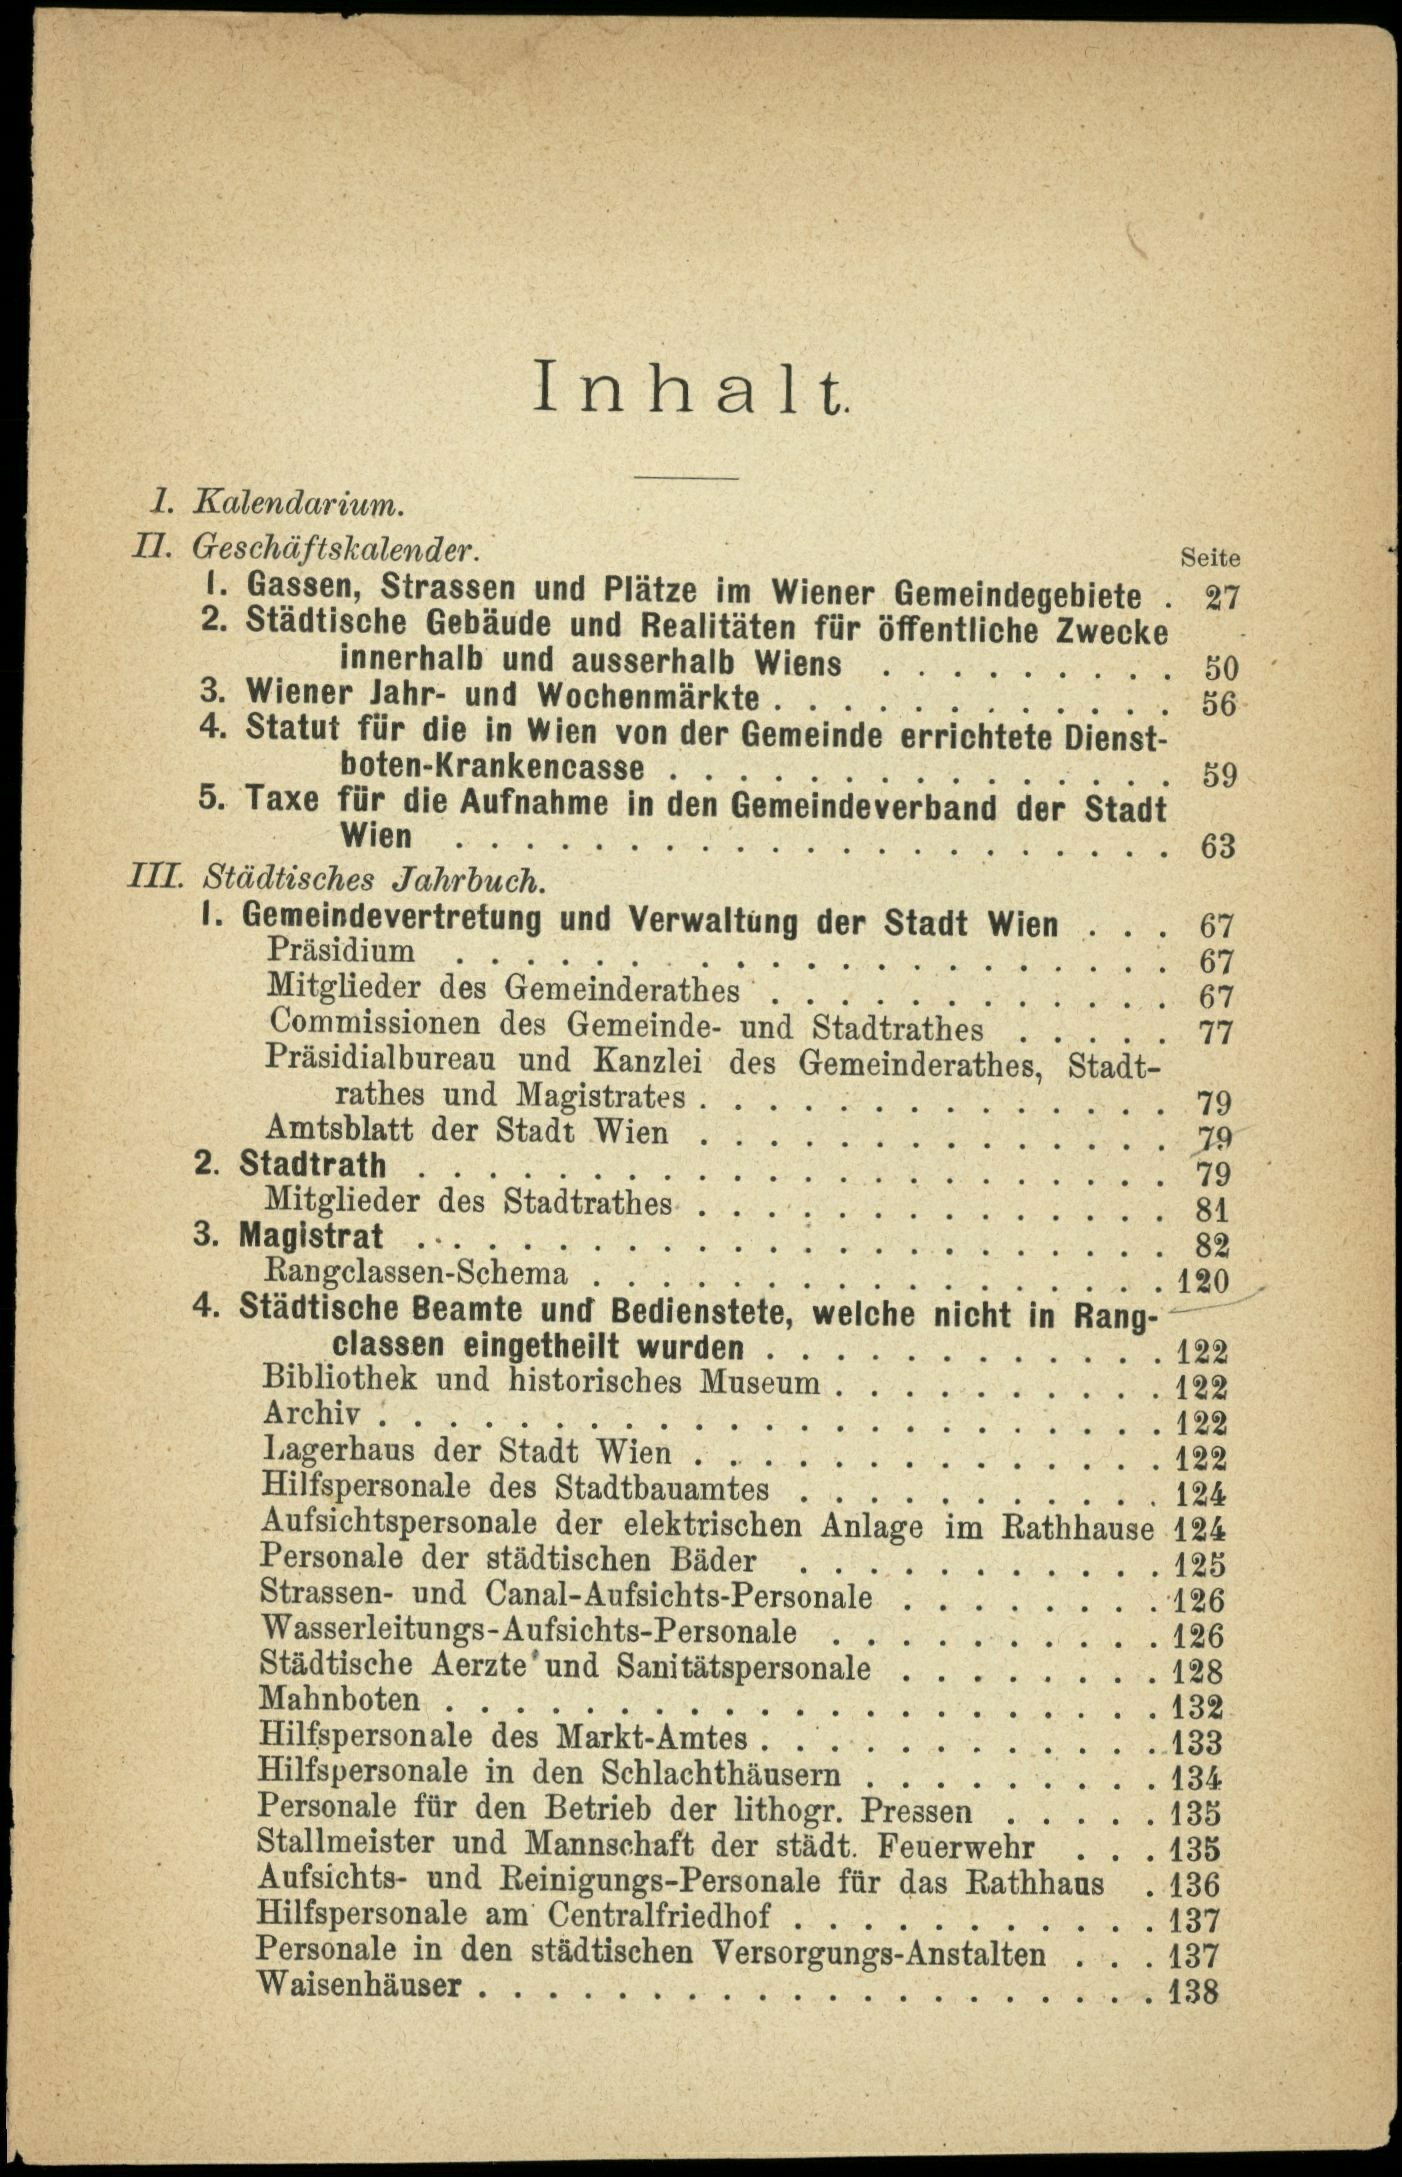 Inhalt.
I. Kalendarium.
II. Geschäftskalender.
Seite
1. Gassen, Strassen und Plätze im Wiener Gemeindegebiete . 27
2. Städtische Gebäude und Realitäten für öffentliche Zwecke
innerhalb und ausserhalb Wiens . . . . . . . . . 50
3. Wiener Jahr- und Wochenmärkte . . . . . . . . . . . . 56
4. Statut für die in Wien von der Gemeinde errichtete Dienst-
boten-Krankencasse . . . . . . . . . . . . . . . 59
5. Taxe für die Aufnahme in den Gemeindeverband der Stadt
Wien . . . . . . . . . . . . . . . . . . . . . 63
III. Städtisches Jahrbuch.
1. Gemeindevertretung und Verwaltung der Stadt Wien . . . 67
Präsidium . . . . . . . . . . . . . . . . . . . . . 67
Mitglieder des Gemeinderathes . . . . . . . . . . . . 67
Commissionen des Gemeinde- und Stadtrathes . . . . . 77
Präsidialbureau und Kanzlei des Gemeinderathes, Stadt-
rathes und Magistrates . . . . . . . . . . . . . . 79
Amtsblatt der Stadt Wien . . . . . . . . . . . . . . 79
2. Stadtrath . . . . . . . . . . . . . . . . . . . . . . 79
Mitglieder des Stadtrathes . . . . . . . . . . . . . . 81
3. Magistrat . . . . . . . . . . . . . . . . . . . . . . 82
Rangclassen-Schema . . . . . . . . . . . . . . . . . 120
4. Städtische Beamte und Bedienstete, welche nicht in Rang-
classen eingetheilt wurden . . . . . . . . . . . . 122
Bibliothek und historisches Museum . . . . . . . . . . 122
Archiv . . . . . . . . . . . . . . . . . . . . . . . 122
Lagerhaus der Stadt Wien . . . . . . . . . . . . . . 122
Hilfspersonale des Stadtbauamtes . . . . . . . . . . . 124
Aufsichtspersonale der elektrischen Anlage im Rathhause 124
Personale der städtischen Bäder . . . . . . . . . . . 125
Strassen- und Canal-Aufsichts-Personale . . . . . . . . 126
Wasserleitungs-Aufsichts-Personale . . . . . . . . . . 126
Städtische Aerzte und Sanitätspersonale . . . . . . . . 128
Mahnboten . . . . . . . . . . . . . . . . . . . . . 132
Hilfspersonale des Markt-Amtes . . . . . . . . . . . . 133
Hilfspersonale in den Schlachthäusern . . . . . . . . . 134
Personale für den Betrieb der lithogr. Pressen . . . . . 135
Stallmeister und Mannschaft der städt. Feuerwehr . . . 135
Aufsichts- und Reinigungs-Personale für das Rathhaus . 136
Hilfspersonale am Centralfriedhof . . . . . . . . . . . 137
Personale in den städtischen Versorgungs-Anstalten . . . 137
Waisenhäuser . . . . . . . . . . . . . . . . . . . . 138